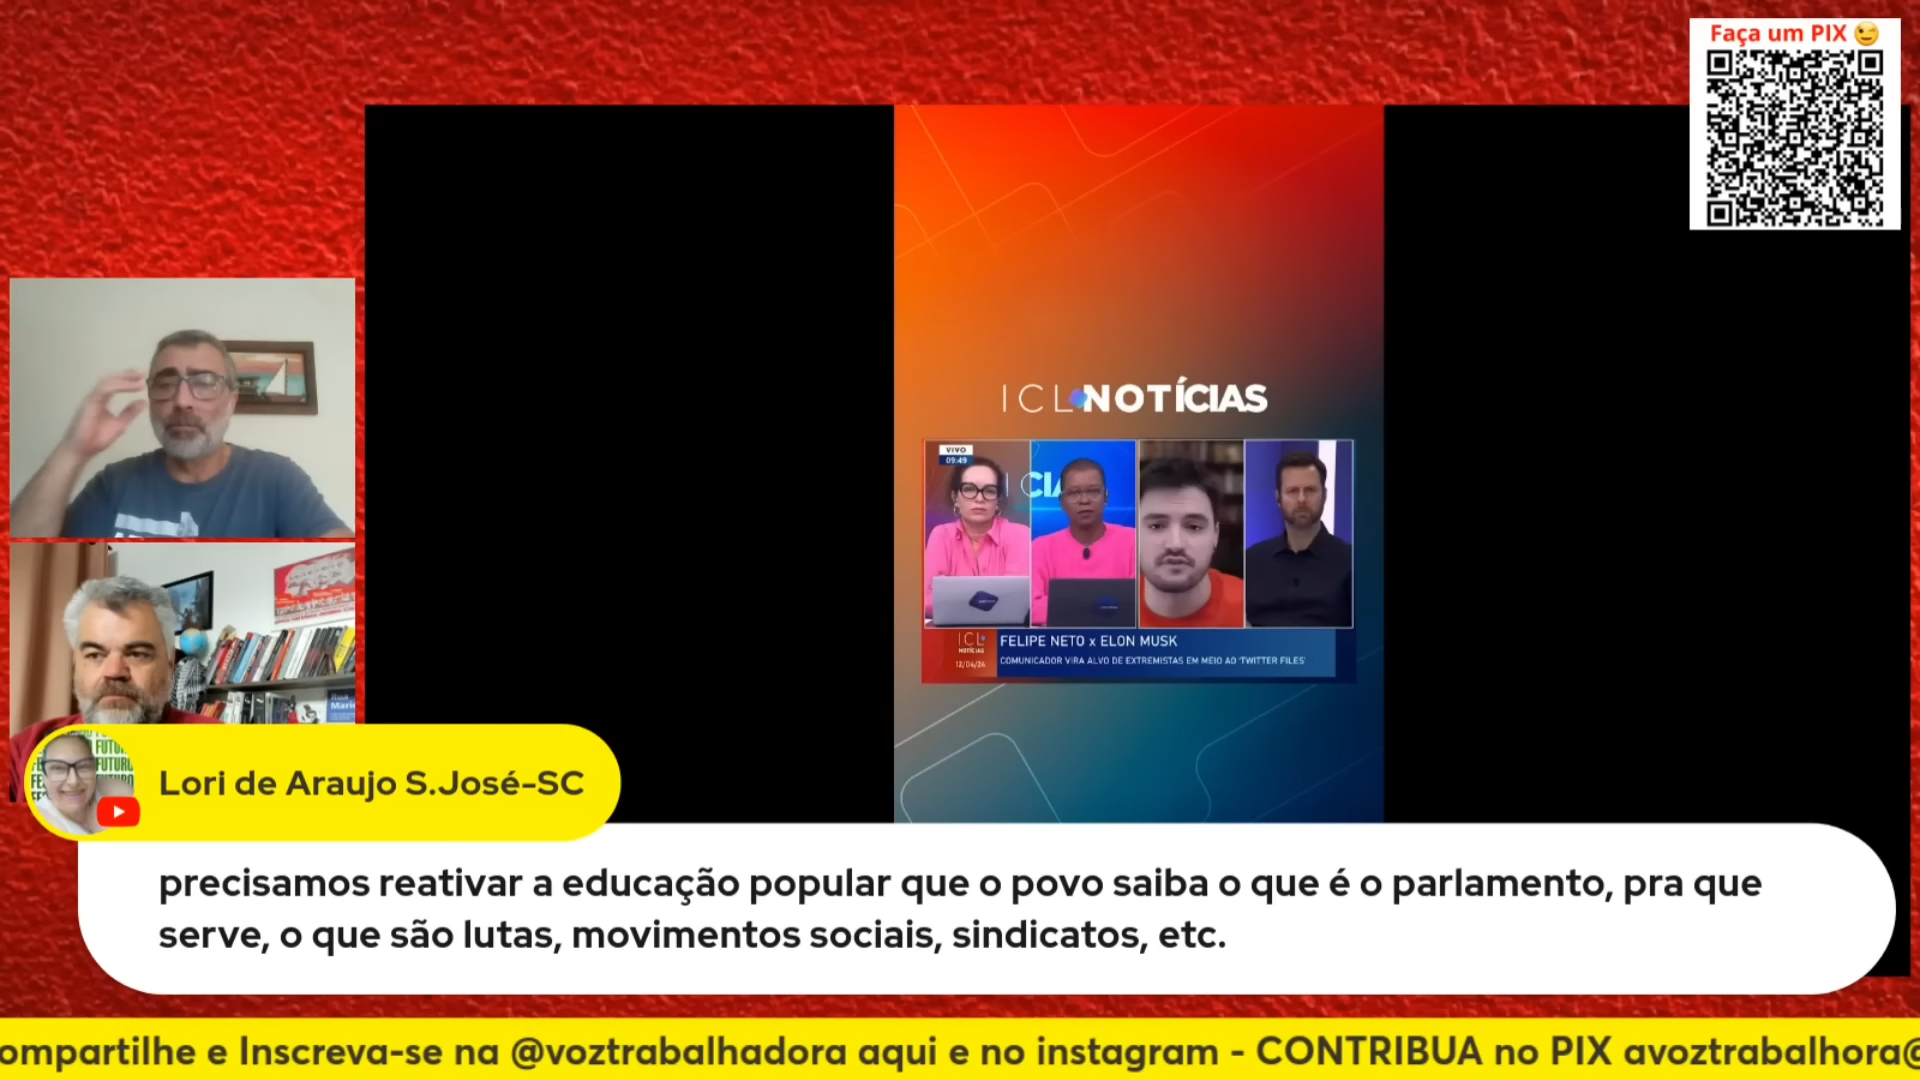 Faça um PIX
ICL NOTÍCIAS
VIVO
09:49
ICL
NOTÍCIAS
12/04/24
FELIPE NETO x ELON MUSK
COMUNICADOR VIRA ALVO DE EXTREMISTAS EM MEIO AO 'TWITTER FILES'
FUTURO
Lori de Araujo S.José-SC
precisamos reativar a educação popular que o povo saiba o que é o parlamento, pra que
serve, o que são lutas, movimentos sociais, sindicatos, etc.
ompartilhe e Inscreva-se na @voztrabalhadora aqui e no instagram - CONTRIBUA no PIX avoztrabalhora@